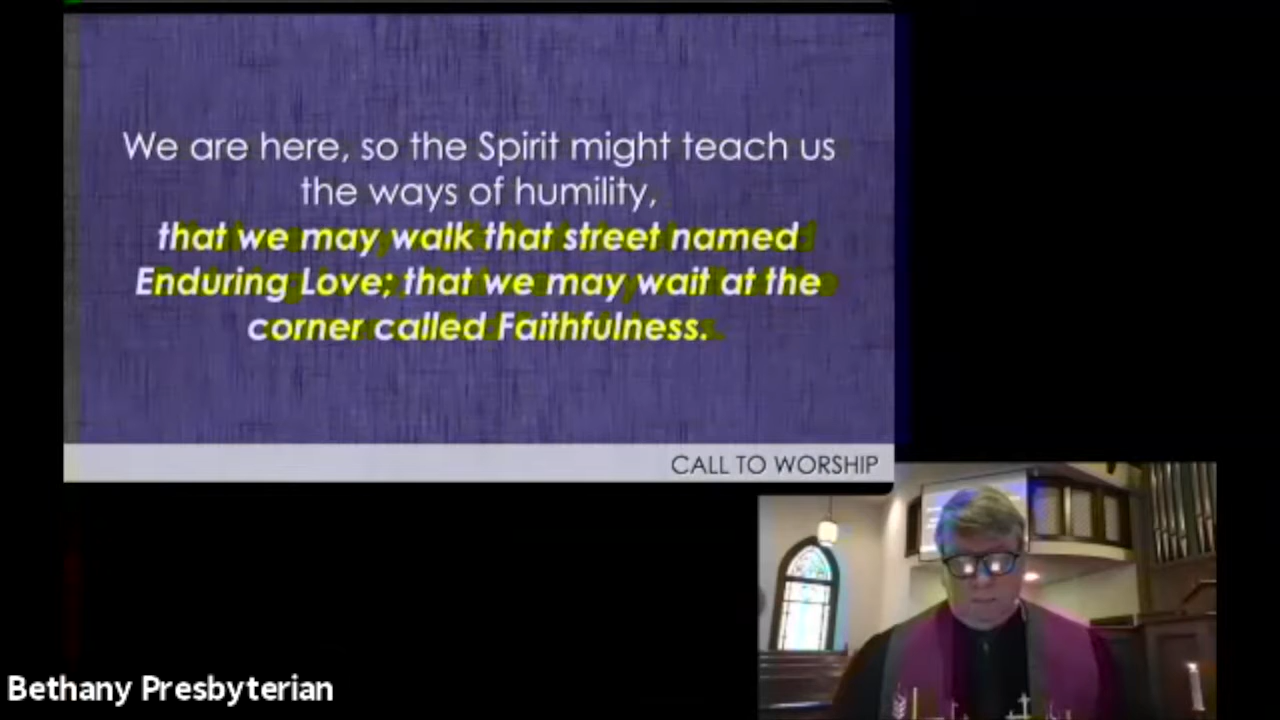 We are here, so the Spirit might teach us
the ways of humility,
that we may walk that street named
Enduring Love; that we may wait at the
corner called Faithfulness.
CALL TO WORSHIP
Bethany Presbyterian